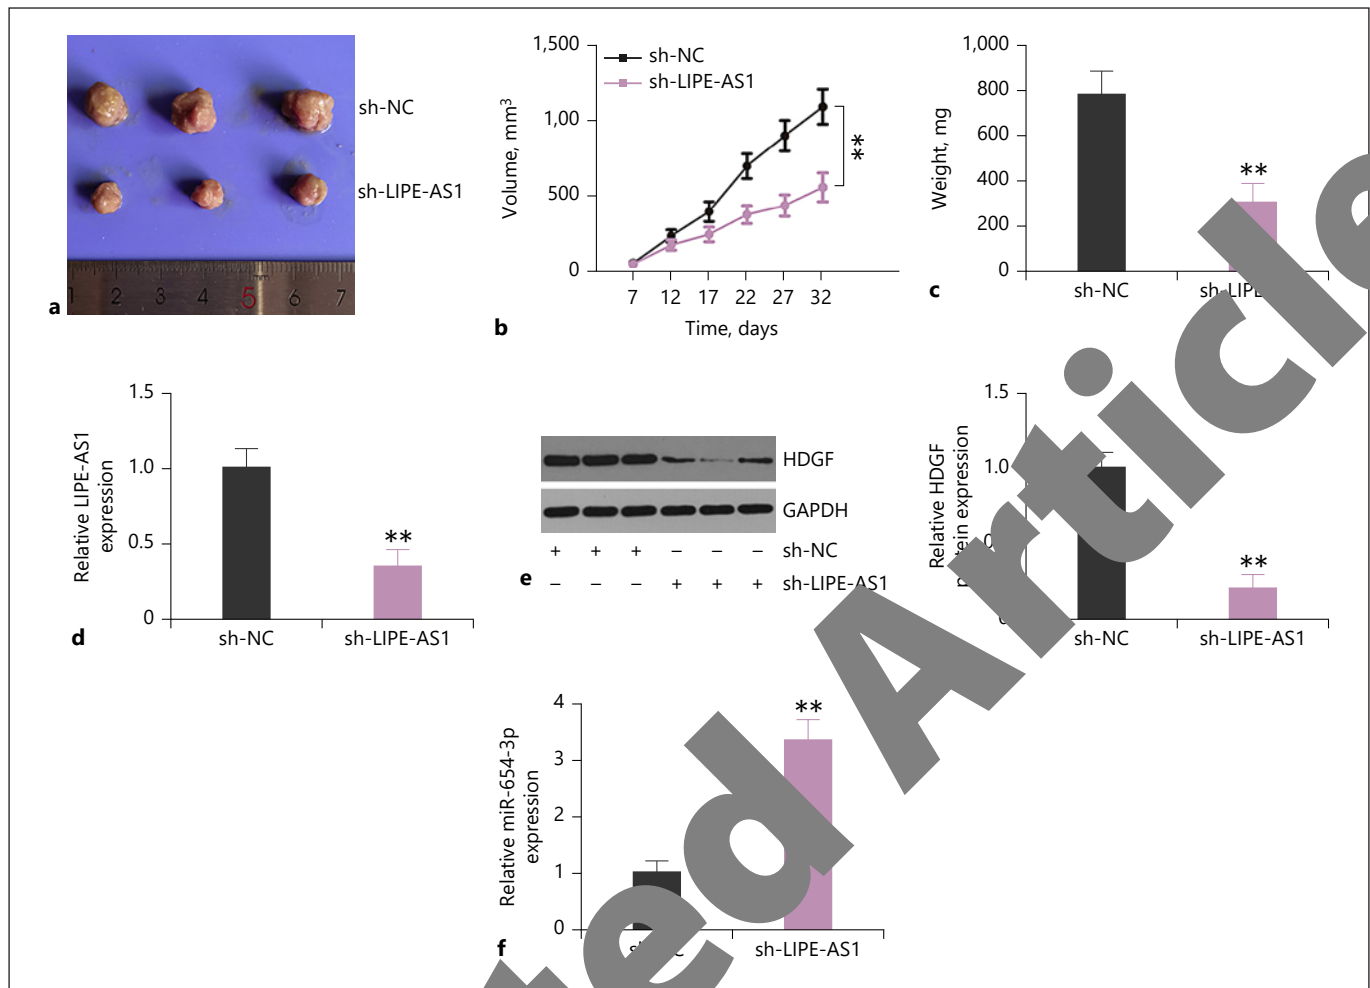 sh-NC
sh-LIPE-AS1
1 2 3 4 5 6 7
a
1,500
1,00
500
0
Volume, mm³
sh-NC
sh-LIPE-AS1
**
7 12 17 22 27 32
Time, days
b
1,000
800
600
400
200
0
Weight, mg
**
sh-NC
c
1.5
1.0
0.5
0
Relative LIPE-AS1
expression
**
sh-NC sh-LIPE-AS1
d
HDGF
GAPDH
+ + + – – – sh-NC
– – – + + + sh-LIPE-AS1
e
1.5
1.0
Relative HDGF
expression
**
sh-NC sh-LIPE-AS1
4
3
2
1
0
Relative miR-654-3p
expression
**
sh-LIPE-AS1
f
ed Article